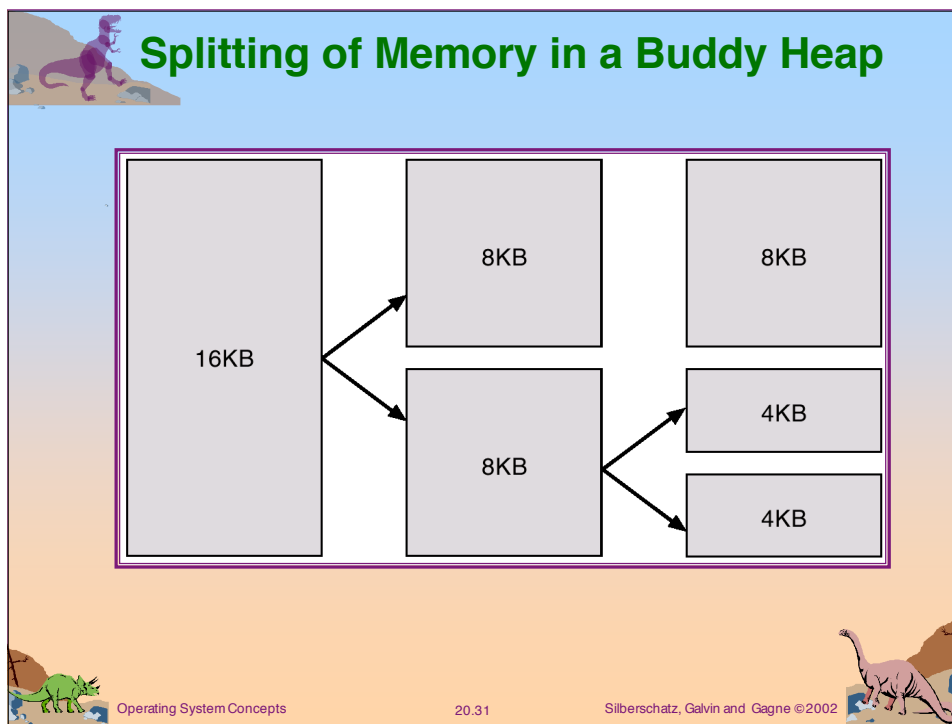 Splitting of Memory in a Buddy Heap
8KB
8KB
16KB
4KB
8KB
4KB
Operating System Concepts
20.31
Silberschatz, Galvin and Gagne ©2002